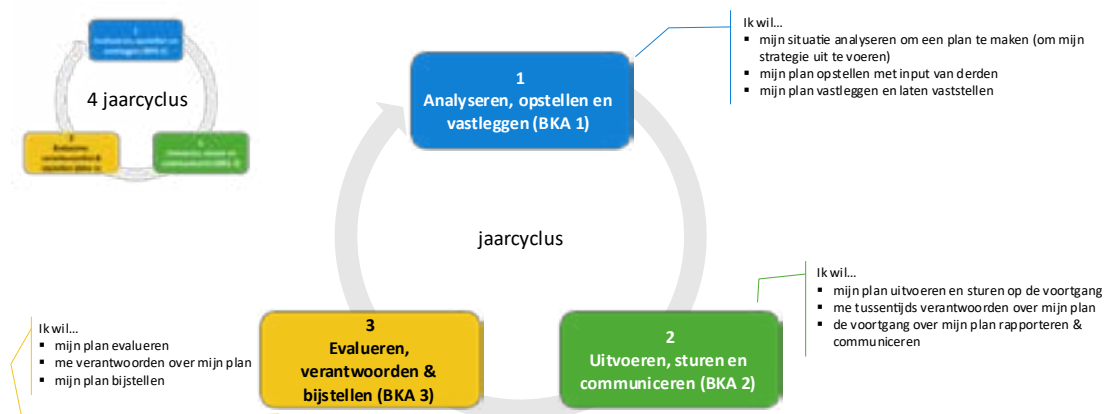 4 jaarcyclus
1
Analyseren, opstellen en
vastleggen (BKA 1)
Ik wil...
▪ mijn situatie analyseren om een plan te maken (om mijn
strategie uit te voeren)
▪ mijn plan opstellen met input van derden
▪ mijn plan vastleggen en laten vaststellen
jaarcyclus
Ik wil...
▪ mijn plan uitvoeren en sturen op de voortgang
▪ me tussentijds verantwoorden over mijn plan
▪ de voortgang over mijn plan rapporteren &
communiceren
2
Uitvoeren, sturen en
communiceren (BKA 2)
3
Evalueren,
verantwoorden &
bijstellen (BKA 3)
Ik wil...
▪ mijn plan evalueren
▪ me verantwoorden over mijn plan
▪ mijn plan bijstellen